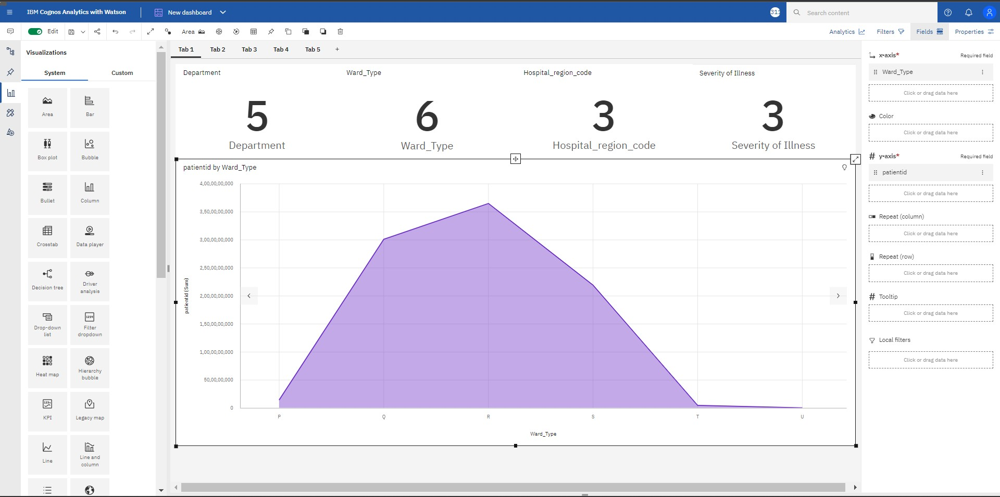 IBM Cognos Analytics with Watson
New dashboard
311
Search content
Edit
Area
Analytics
Filters
Fields
Properties
Visualizations
System
Custom
Area
Bar
Box plot
Bubble
Bullet
Column
Crosstab
Data player
Decision tree
Driver
analysis
Drop-down
list
Filter
dropdown
Heat map
Hierarchy
bubble
KPI
Legacy map
Line
Line and
column
Tab 1
Tab 2
Tab 3
Tab 4
Tab 5
+
Department
5
Department
Ward_Type
6
Ward_Type
Hospital_region_code
3
Hospital_region_code
Severity of Illness
3
Severity of Illness
patientid by Ward_Type
patientid (Sum)
4,00,00,00,000
3,50,00,00,000
3,00,00,00,000
2,50,00,00,000
2,00,00,00,000
1,50,00,00,000
1,00,00,00,000
50,00,00,000
0
P
Q
R
S
T
U
Ward_Type
x-axis*
Required field
Ward_Type
Click or drag data here
Color
Click or drag data here
# y-axis*
Required field
patientid
Click or drag data here
Repeat (column)
Click or drag data here
Repeat (row)
Click or drag data here
# Tooltip
Click or drag data here
Local filters
Click or drag data here